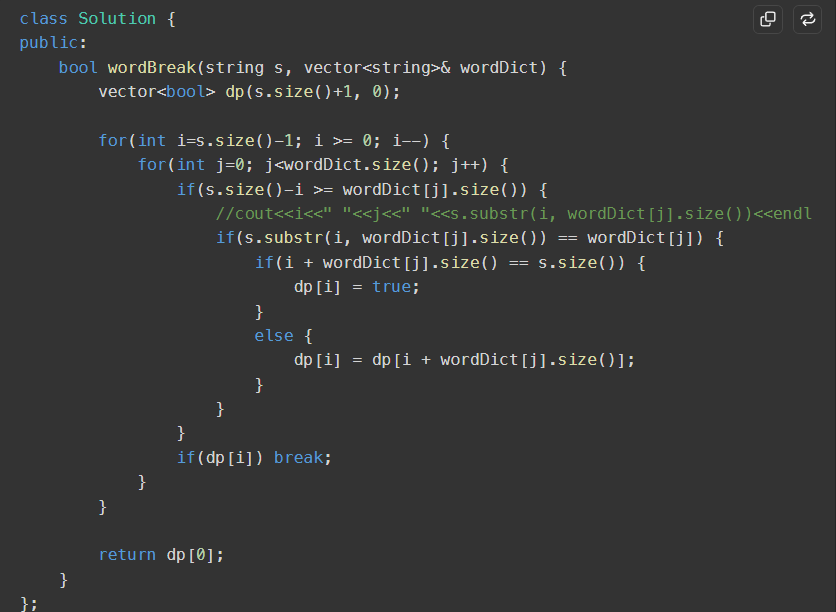 class Solution {
public:
    bool wordBreak(string s, vector<string>& wordDict) {
        vector<bool> dp(s.size()+1, 0);

        for(int i=s.size()-1; i >= 0; i--) {
            for(int j=0; j<wordDict.size(); j++) {
                if(s.size()-i >= wordDict[j].size()) {
                    //cout<<i<<" "<<j<<" "<<s.substr(i, wordDict[j].size())<<endl
                    if(s.substr(i, wordDict[j].size()) == wordDict[j]) {
                        if(i + wordDict[j].size() == s.size()) {
                            dp[i] = true;
                        }
                        else {
                            dp[i] = dp[i + wordDict[j].size()];
                        }
                    }
                }
                if(dp[i]) break;
            }
        }

        return dp[0];
    }
};